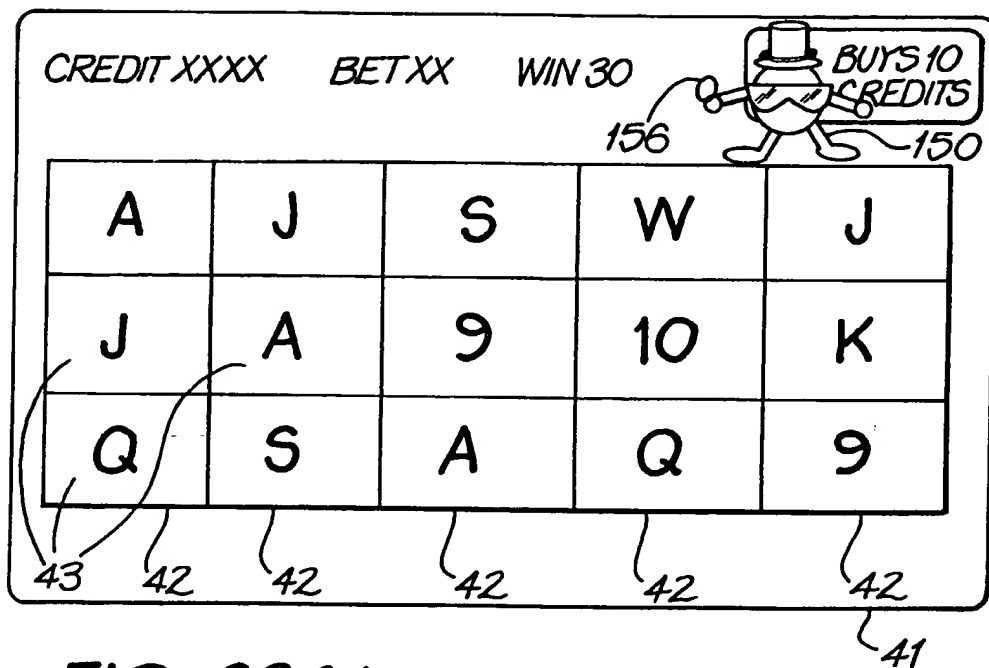 CREDIT XXXX BET XX WIN 30 BUYS 10
CREDITS
156
150
A J S W J
J A 9 10 K
Q S A Q 9
43 42 42 42 42 42
41